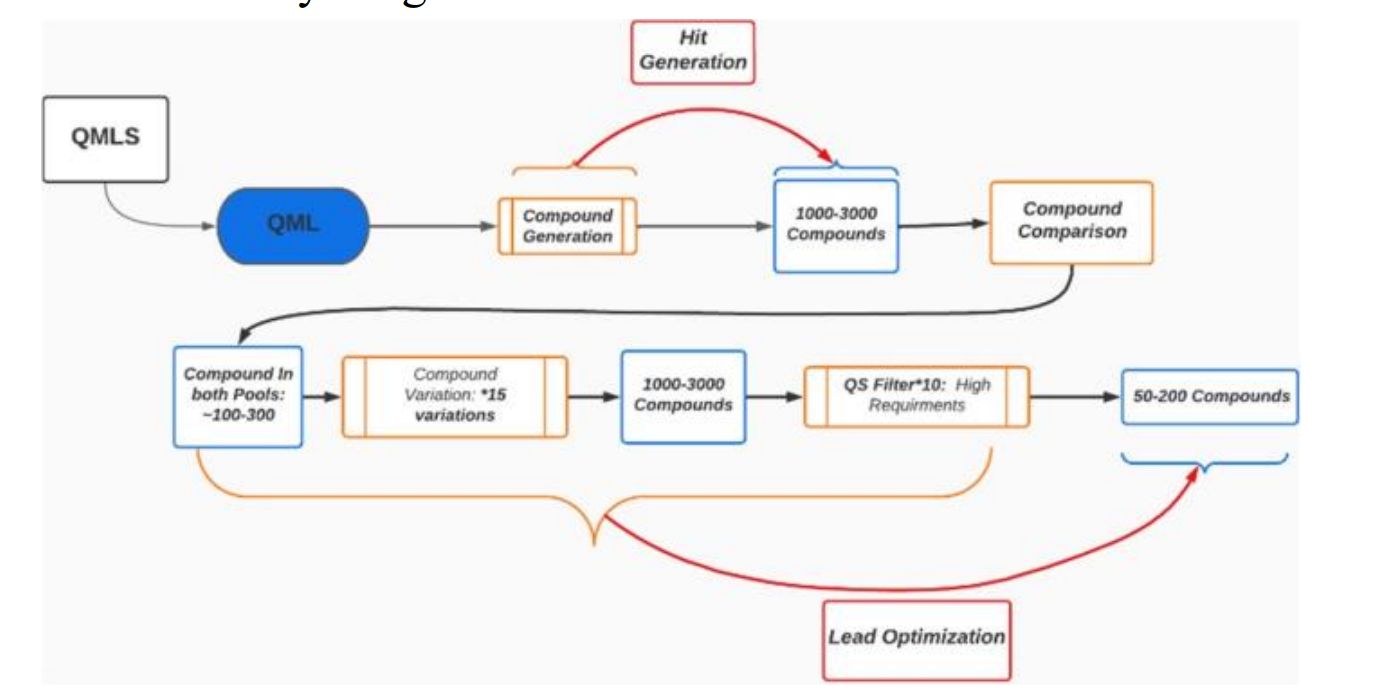 Hit
Generation
QMLS
QML
Compound
Generation
1000-3000
Compounds
Compound
Comparison
Compound In
both Pools:
~100-300
Compound
Variation: *15
variations
1000-3000
Compounds
QS Filter*10: High
Requirments
50-200 Compounds
Lead Optimization